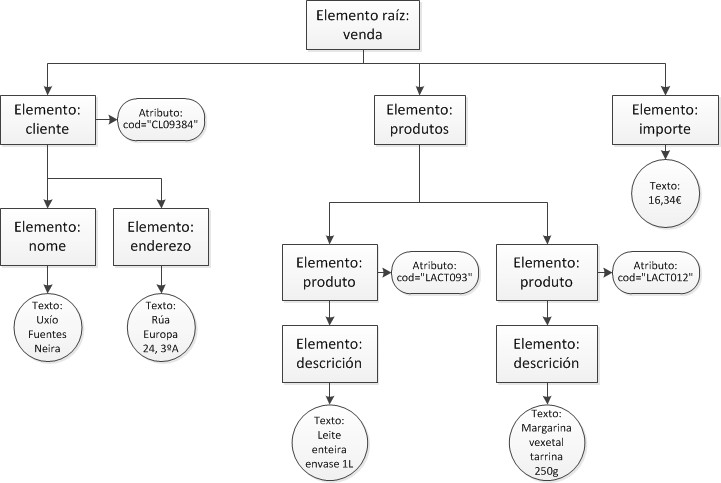 Elemento raíz:
venda
Elemento:
cliente
Atributo:
cod="CL09384"
Elemento:
produtos
Elemento:
importe
Texto:
16,34€
Elemento:
nome
Elemento:
enderezo
Elemento:
produto
Atributo:
cod="LACT093"
Elemento:
produto
Atributo:
cod="LACT012"
Texto:
Uxío
Fuentes
Neira
Texto:
Rúa
Europa
24, 3ºA
Elemento:
descrición
Elemento:
descrición
Texto:
Leite
enteira
envase 1L
Texto:
Margarina
vexetal
tarrina
250g